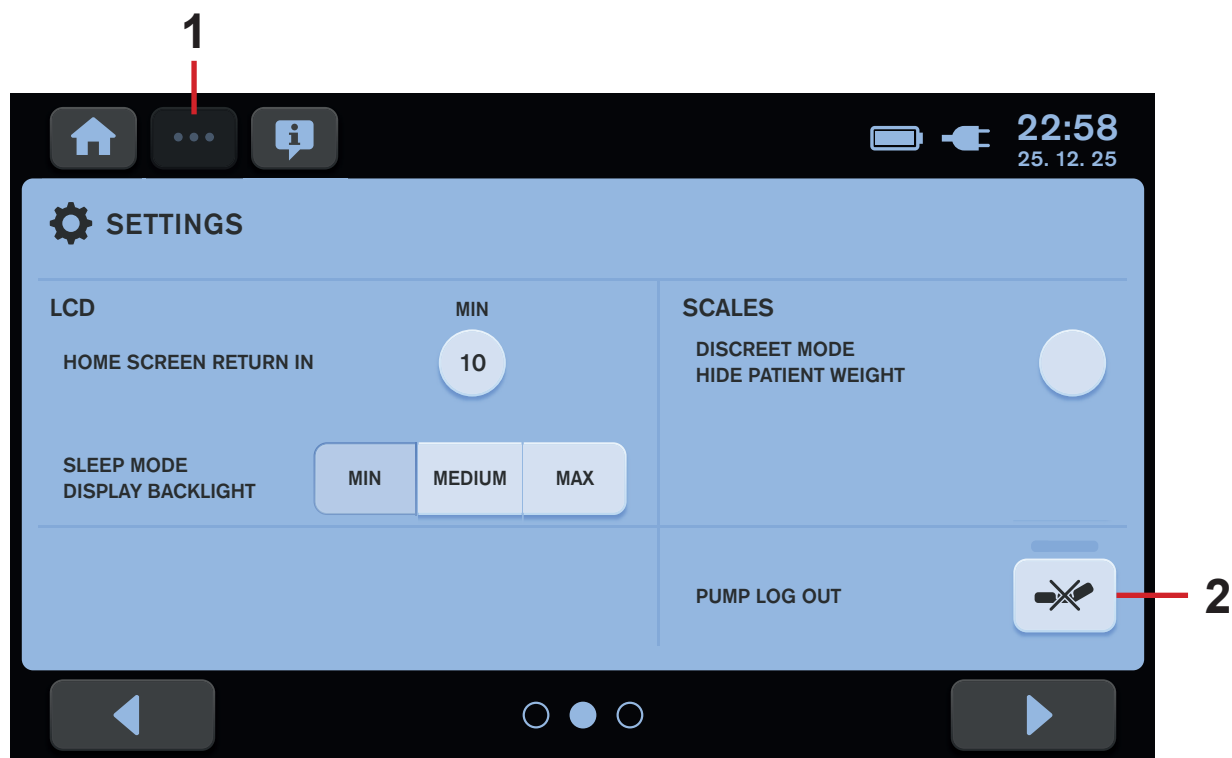 1
22:58
25. 12. 25
SETTINGS
LCD
MIN
HOME SCREEN RETURN IN
10
SLEEP MODE
DISPLAY BACKLIGHT
MIN
MEDIUM
MAX
SCALES
DISCREET MODE
HIDE PATIENT WEIGHT
PUMP LOG OUT
2